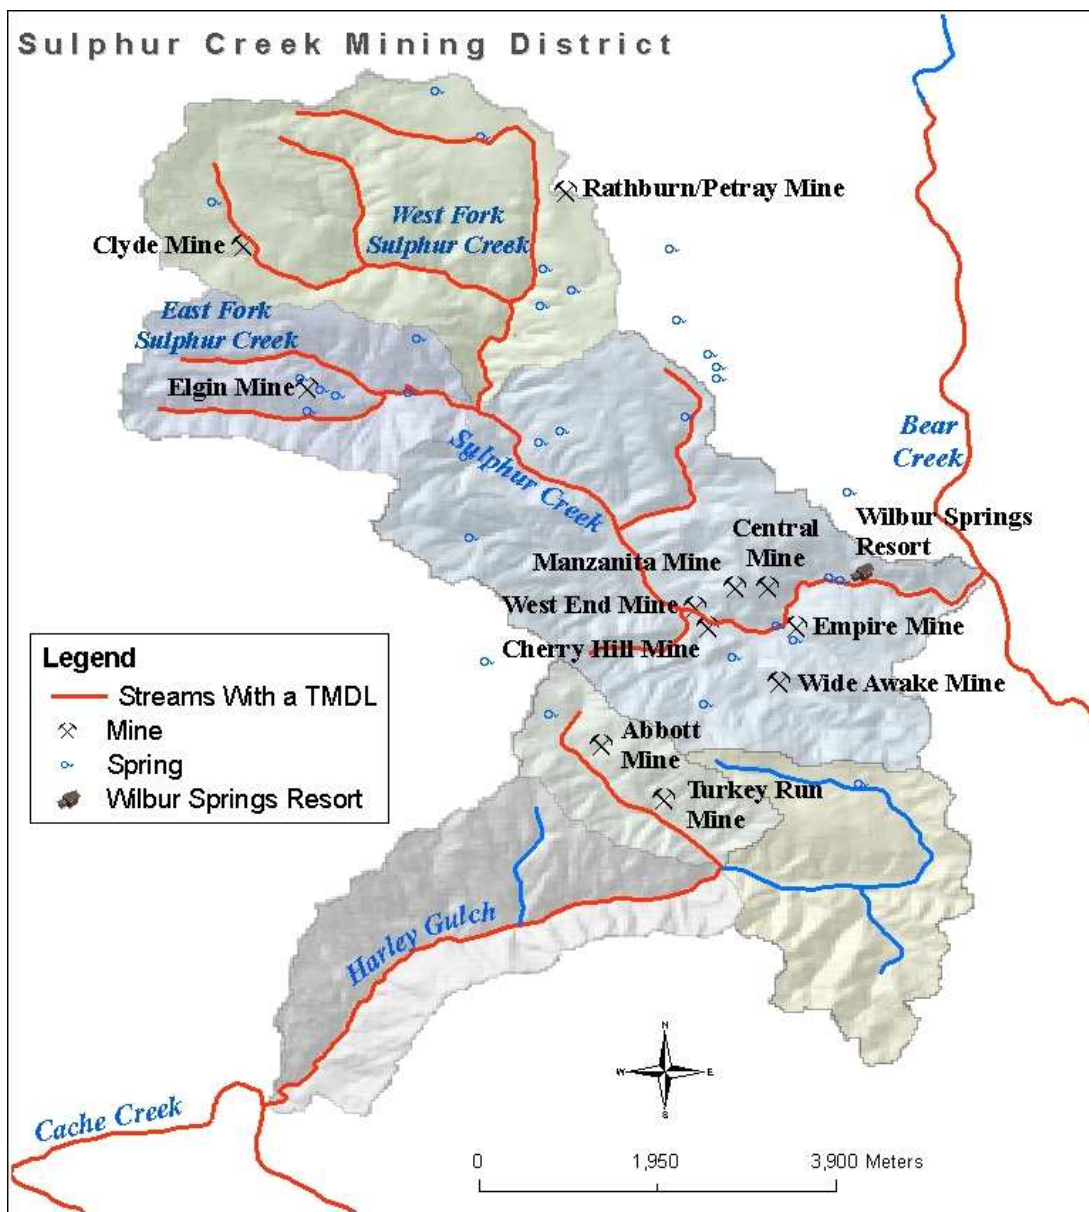 Sulphur Creek Mining District
Rathburn/Petray Mine
West Fork
Sulphur Creek
Clyde Mine
East Fork
Sulphur Creek
Elgin Mine
Bear
Creek
Sulphur Creek
Wilbur Springs
Resort
Central
Mine
Manzanita Mine
West End Mine
Empire Mine
Cherry Hill Mine
Wide Awake Mine
Legend
Streams With a TMDL
Mine
Spring
Wilbur Springs Resort
Abbott
Mine
Turkey Run
Mine
Harley Gulch
N
W E
S
Cache Creek
0 1,950 3,900 Meters